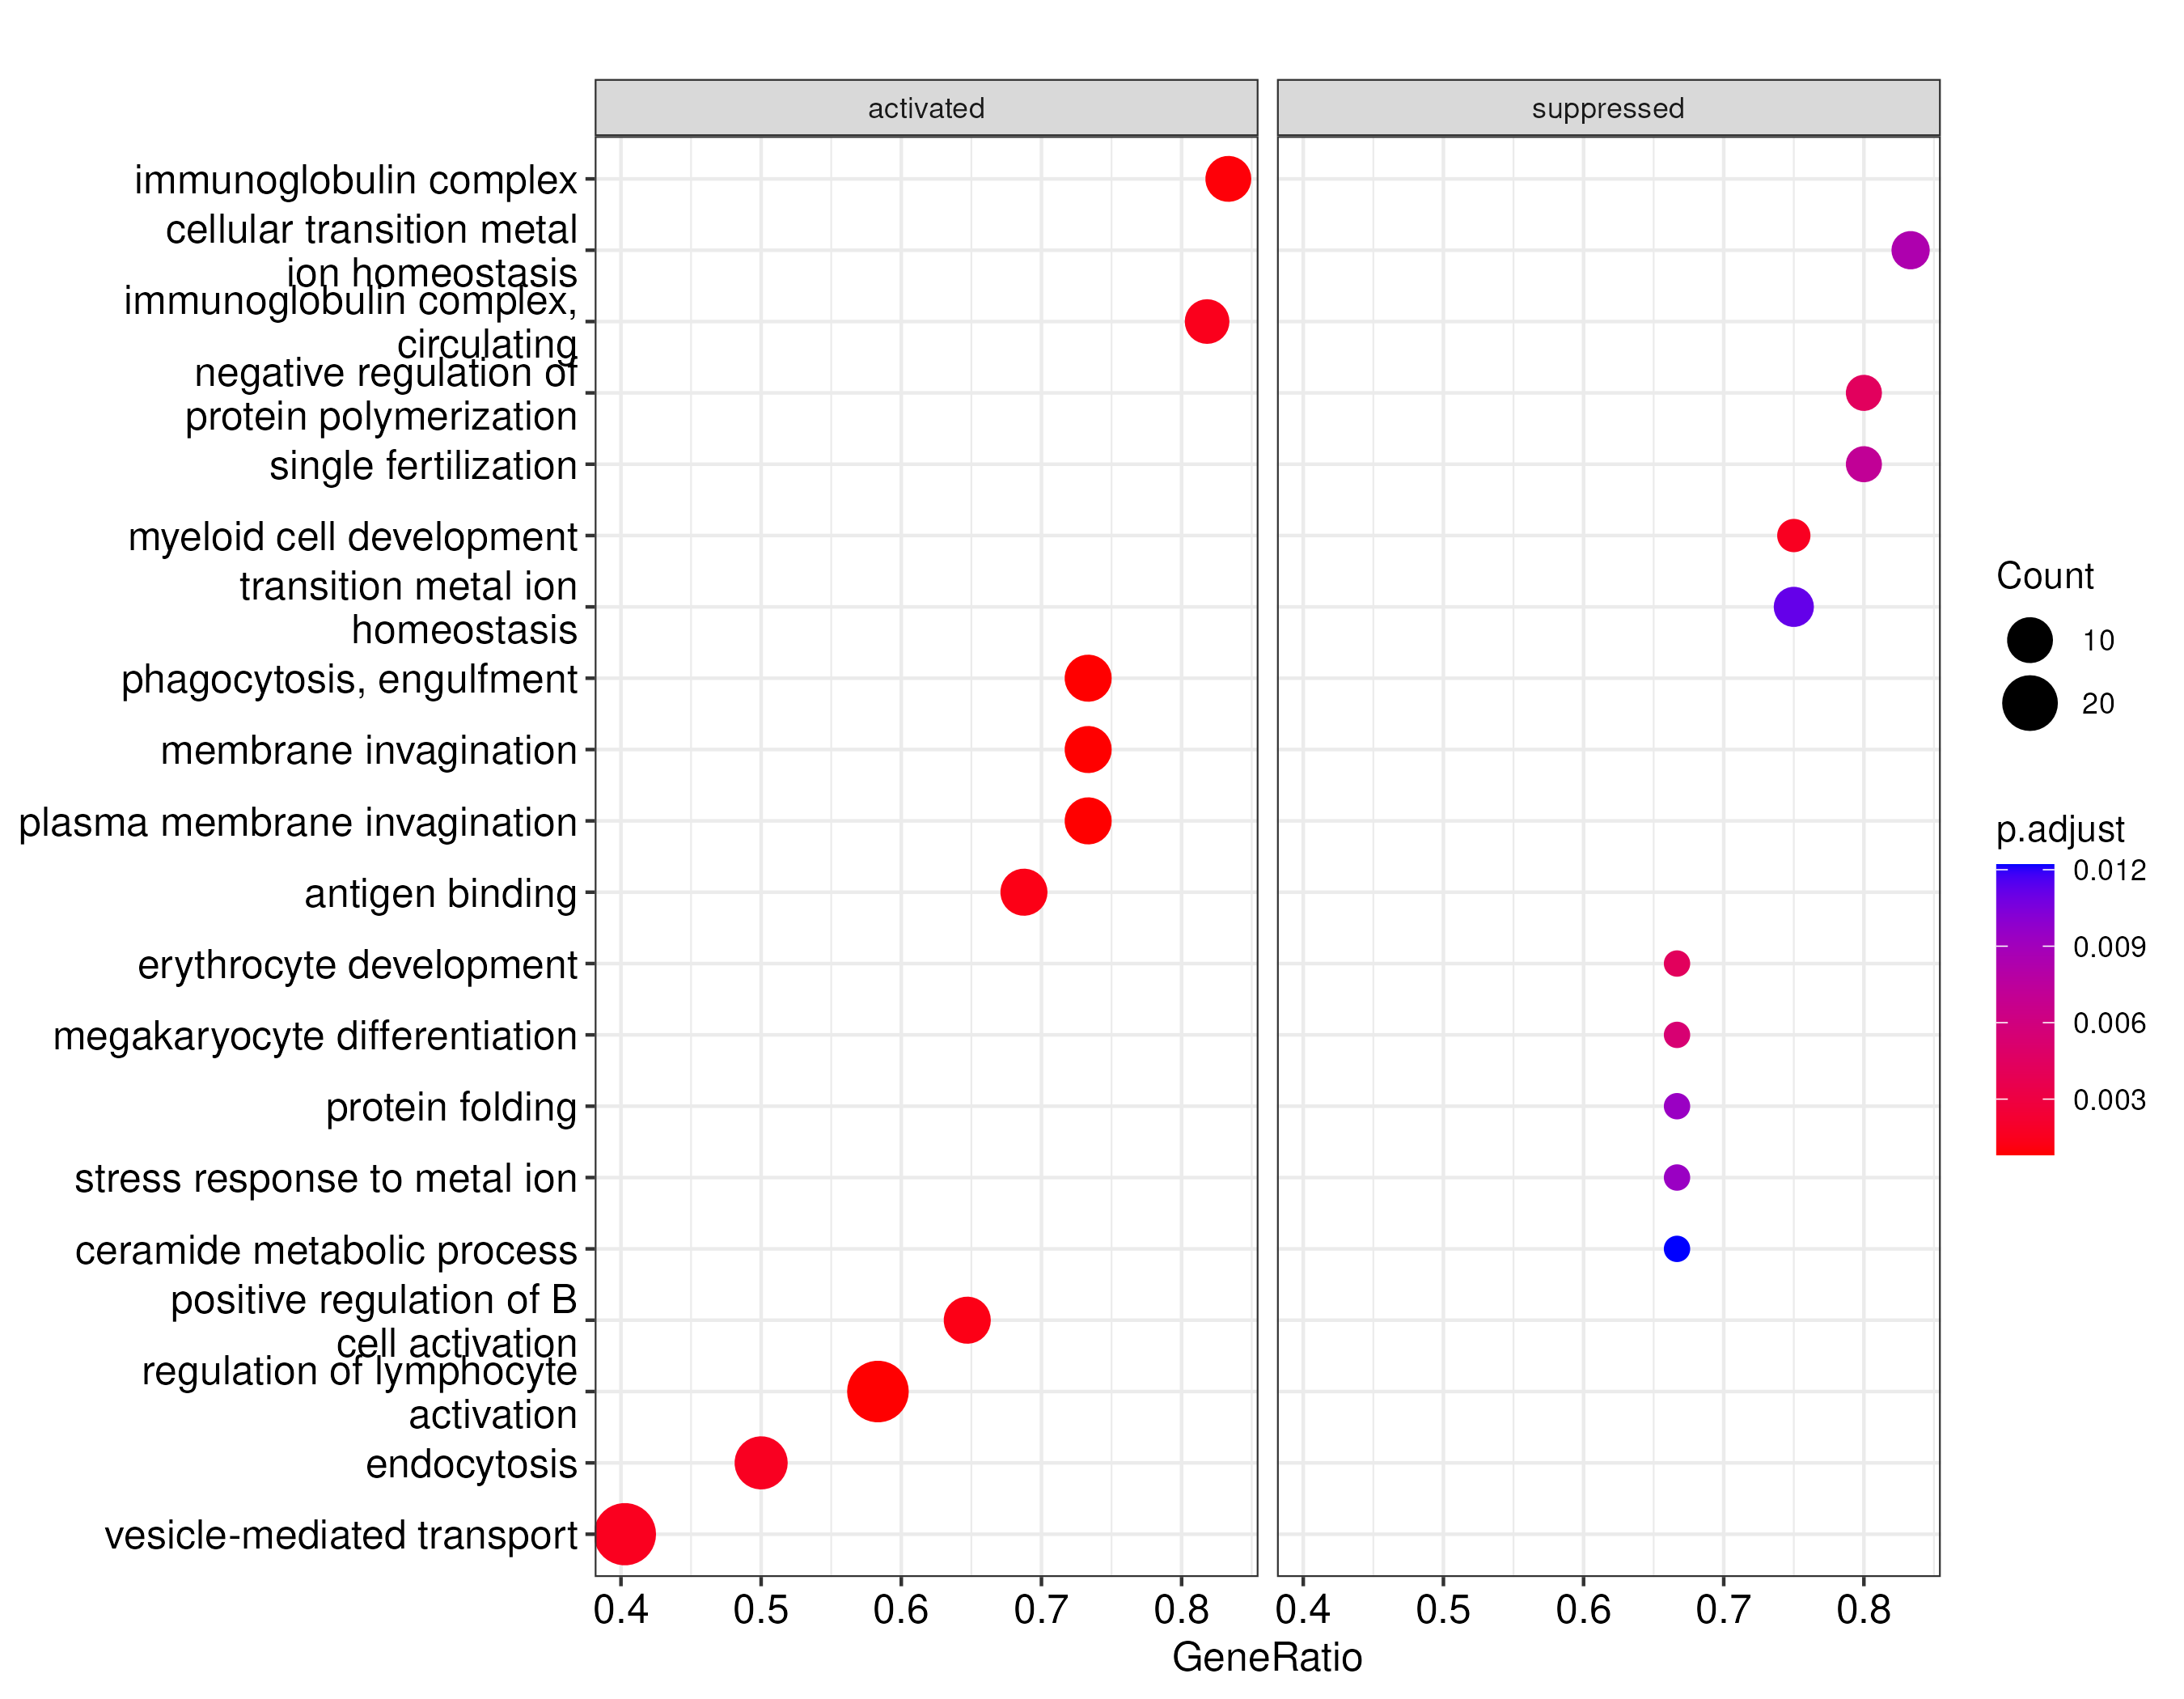 activated
suppressed
immunoglobulin complex
cellular transition metal
ion homeostasis
immunoglobulin complex,
circulating
negative regulation of
protein polymerization
single fertilization
myeloid cell development
transition metal ion
homeostasis
phagocytosis, engulfment
membrane invagination
plasma membrane invagination
antigen binding
erythrocyte development
megakaryocyte differentiation
protein folding
stress response to metal ion
ceramide metabolic process
positive regulation of B
cell activation
regulation of lymphocyte
activation
endocytosis
vesicle-mediated transport
0.4 0.5 0.6 0.7 0.8
0.4 0.5 0.6 0.7 0.8
GeneRatio
Count
10
20
p.adjust
0.012
0.009
0.006
0.003